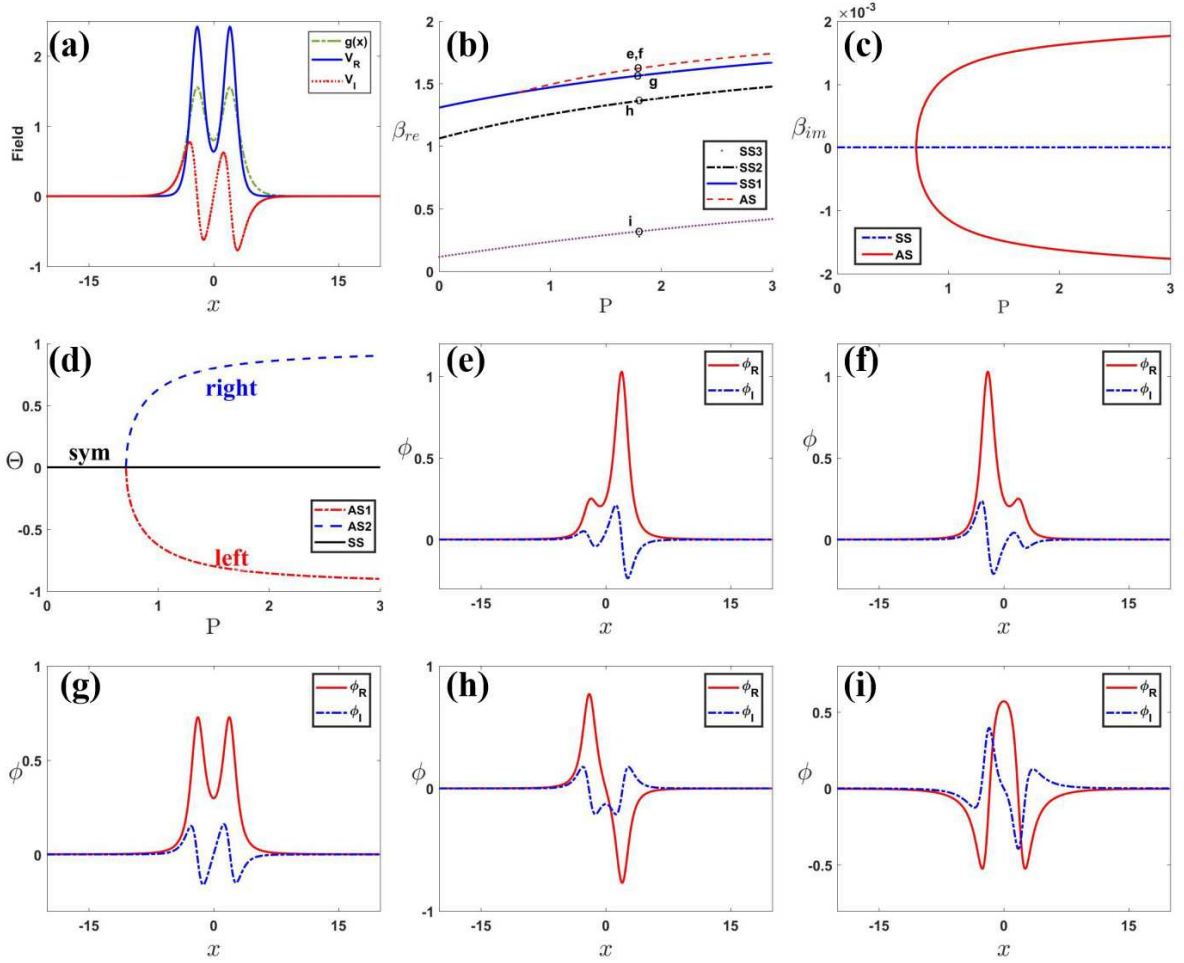 (a)
g(x)
V_R
V_I
Field
2
1
0
-1
-15 0 15
x
(b)
e,f
g
h
i
SS3
SS2
SS1
AS
β_re
2
1.5
1
0.5
0
0 1 2 3
P
×10⁻³
(c)
SS
AS
β_im
2
1
0
-1
-2
0 1 2 3
P
(d)
right
sym
left
AS1
AS2
SS
Θ
1
0.5
0
-0.5
-1
0 1 2 3
P
(e)
ϕ_R
ϕ_I
ϕ
1
0.5
0
-15 0 15
x
(f)
ϕ_R
ϕ_I
ϕ
1
0.5
0
-15 0 15
x
(g)
ϕ_R
ϕ_I
ϕ
1
0.5
0
-15 0 15
x
(h)
ϕ_R
ϕ_I
ϕ
1
0
-1
-15 0 15
x
(i)
ϕ_R
ϕ_I
ϕ
0.5
0
-0.5
-15 0 15
x